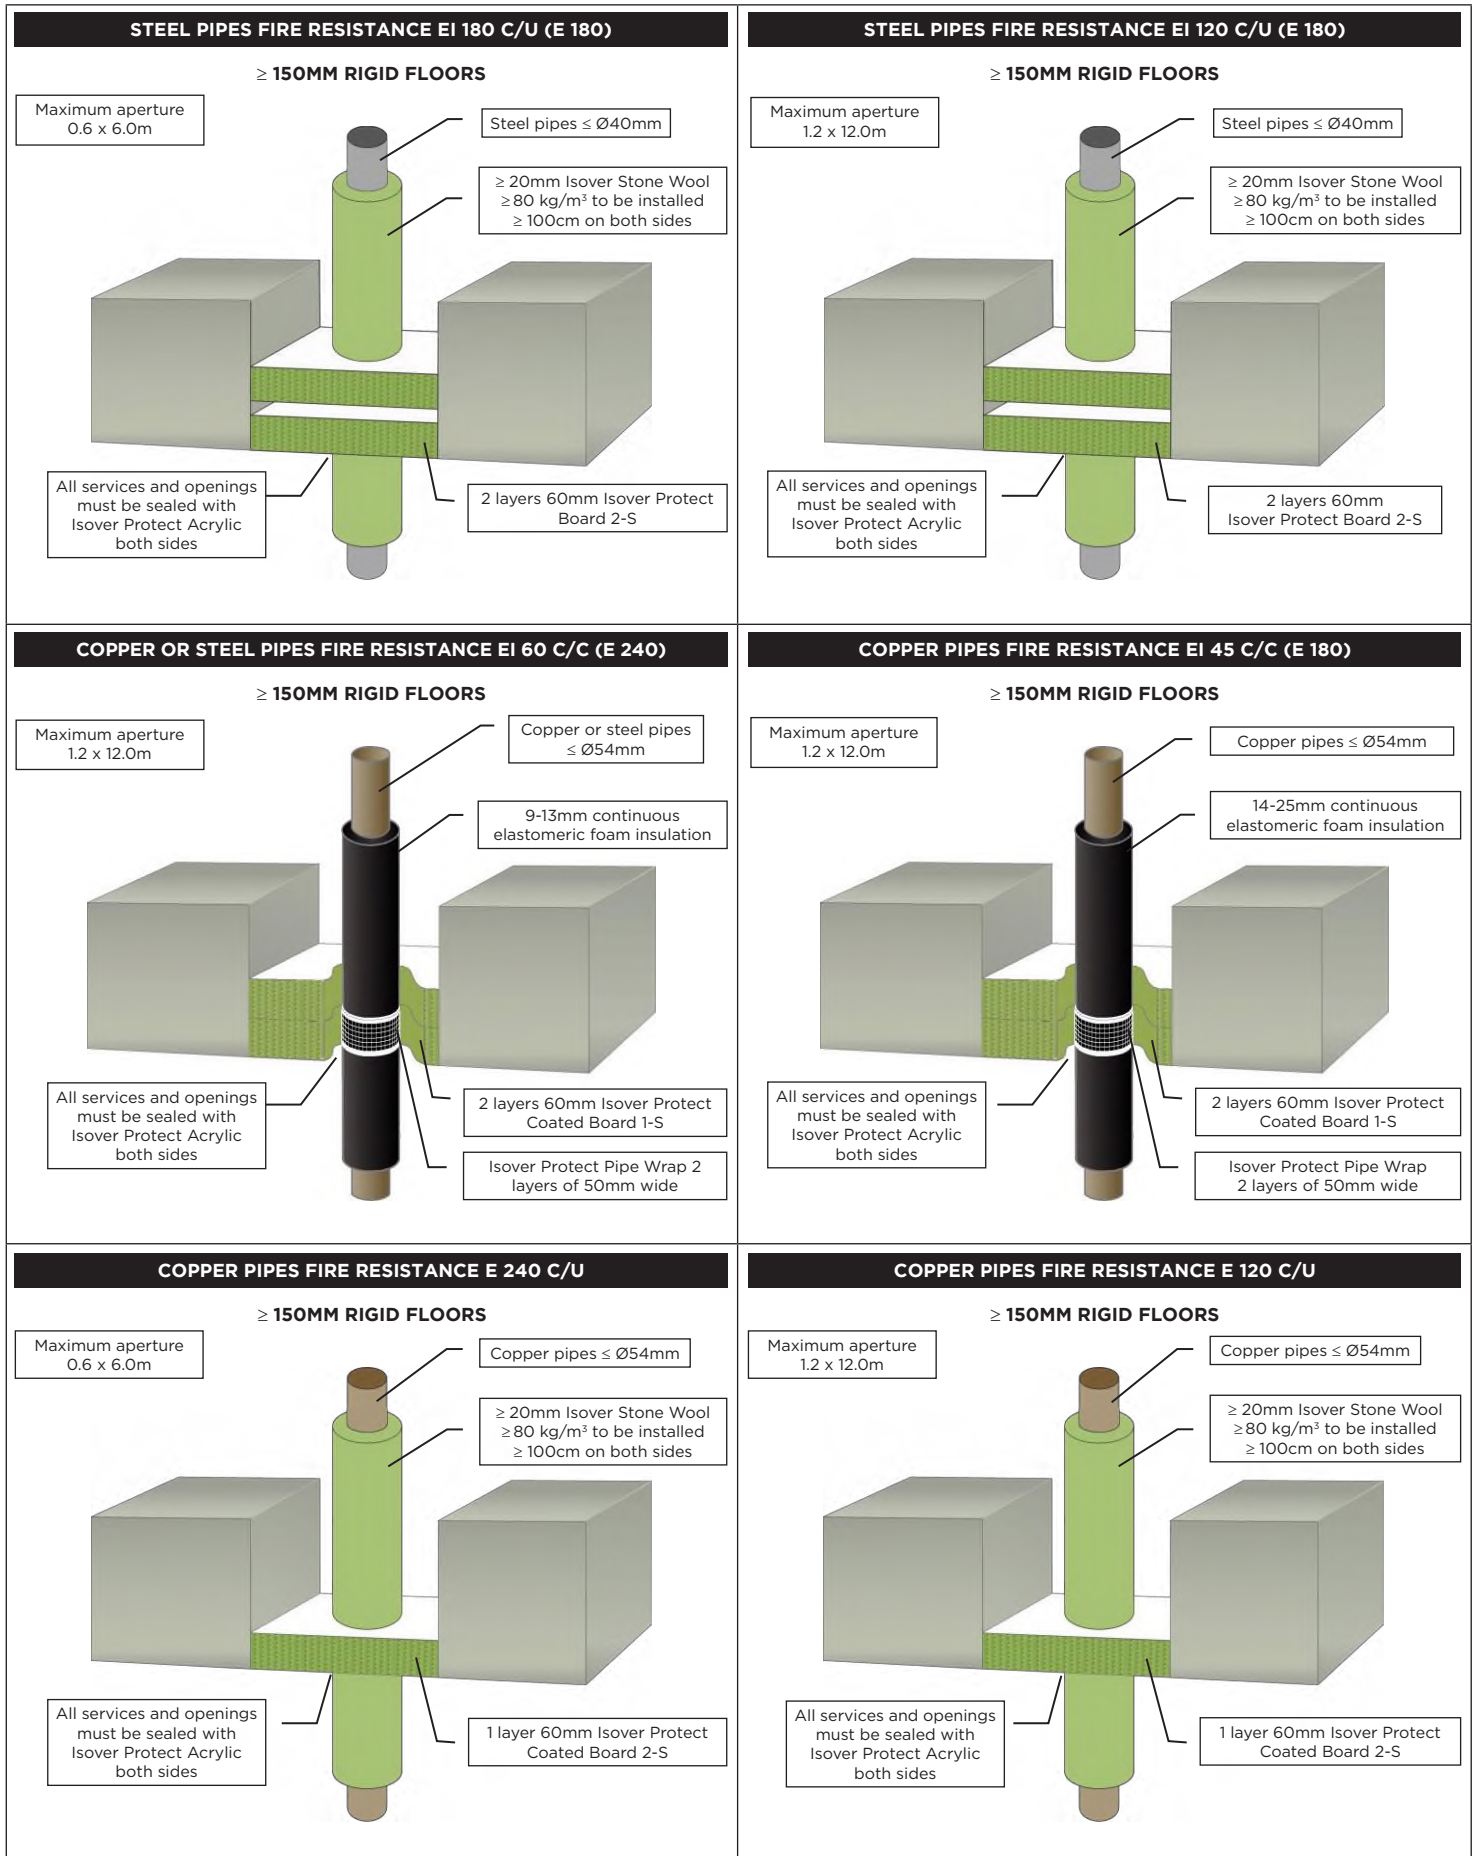 STEEL PIPES FIRE RESISTANCE EI 180 C/U (E 180)
≥ 150MM RIGID FLOORS
Maximum aperture
0.6 x 6.0m
Steel pipes ≤ Ø40mm
≥ 20mm Isover Stone Wool
≥80 kg/m³ to be installed
≥ 100cm on both sides
All services and openings
must be sealed with
Isover Protect Acrylic
both sides
2 layers 60mm Isover Protect
Board 2-S
STEEL PIPES FIRE RESISTANCE EI 120 C/U (E 180)
≥ 150MM RIGID FLOORS
Maximum aperture
1.2 x 12.0m
Steel pipes ≤ Ø40mm
≥ 20mm Isover Stone Wool
≥80 kg/m³ to be installed
≥ 100cm on both sides
All services and openings
must be sealed with
Isover Protect Acrylic
both sides
2 layers 60mm
Isover Protect Board 2-S
COPPER OR STEEL PIPES FIRE RESISTANCE EI 60 C/C (E 240)
≥ 150MM RIGID FLOORS
Maximum aperture
1.2 x 12.0m
Copper or steel pipes
≤ Ø54mm
9-13mm continuous
elastomeric foam insulation
All services and openings
must be sealed with
Isover Protect Acrylic
both sides
2 layers 60mm Isover Protect
Coated Board 1-S
Isover Protect Pipe Wrap 2
layers of 50mm wide
COPPER PIPES FIRE RESISTANCE EI 45 C/C (E 180)
≥ 150MM RIGID FLOORS
Maximum aperture
1.2 x 12.0m
Copper pipes ≤ Ø54mm
14-25mm continuous
elastomeric foam insulation
All services and openings
must be sealed with
Isover Protect Acrylic
both sides
2 layers 60mm Isover Protect
Coated Board 1-S
Isover Protect Pipe Wrap
2 layers of 50mm wide
COPPER PIPES FIRE RESISTANCE E 240 C/U
≥ 150MM RIGID FLOORS
Maximum aperture
0.6 x 6.0m
Copper pipes ≤ Ø54mm
≥ 20mm Isover Stone Wool
≥80 kg/m³ to be installed
≥ 100cm on both sides
All services and openings
must be sealed with
Isover Protect Acrylic
both sides
1 layer 60mm Isover Protect
Coated Board 2-S
COPPER PIPES FIRE RESISTANCE E 120 C/U
≥ 150MM RIGID FLOORS
Maximum aperture
1.2 x 12.0m
Copper pipes ≤ Ø54mm
≥ 20mm Isover Stone Wool
≥80 kg/m³ to be installed
≥ 100cm on both sides
All services and openings
must be sealed with
Isover Protect Acrylic
both sides
1 layer 60mm Isover Protect
Coated Board 2-S